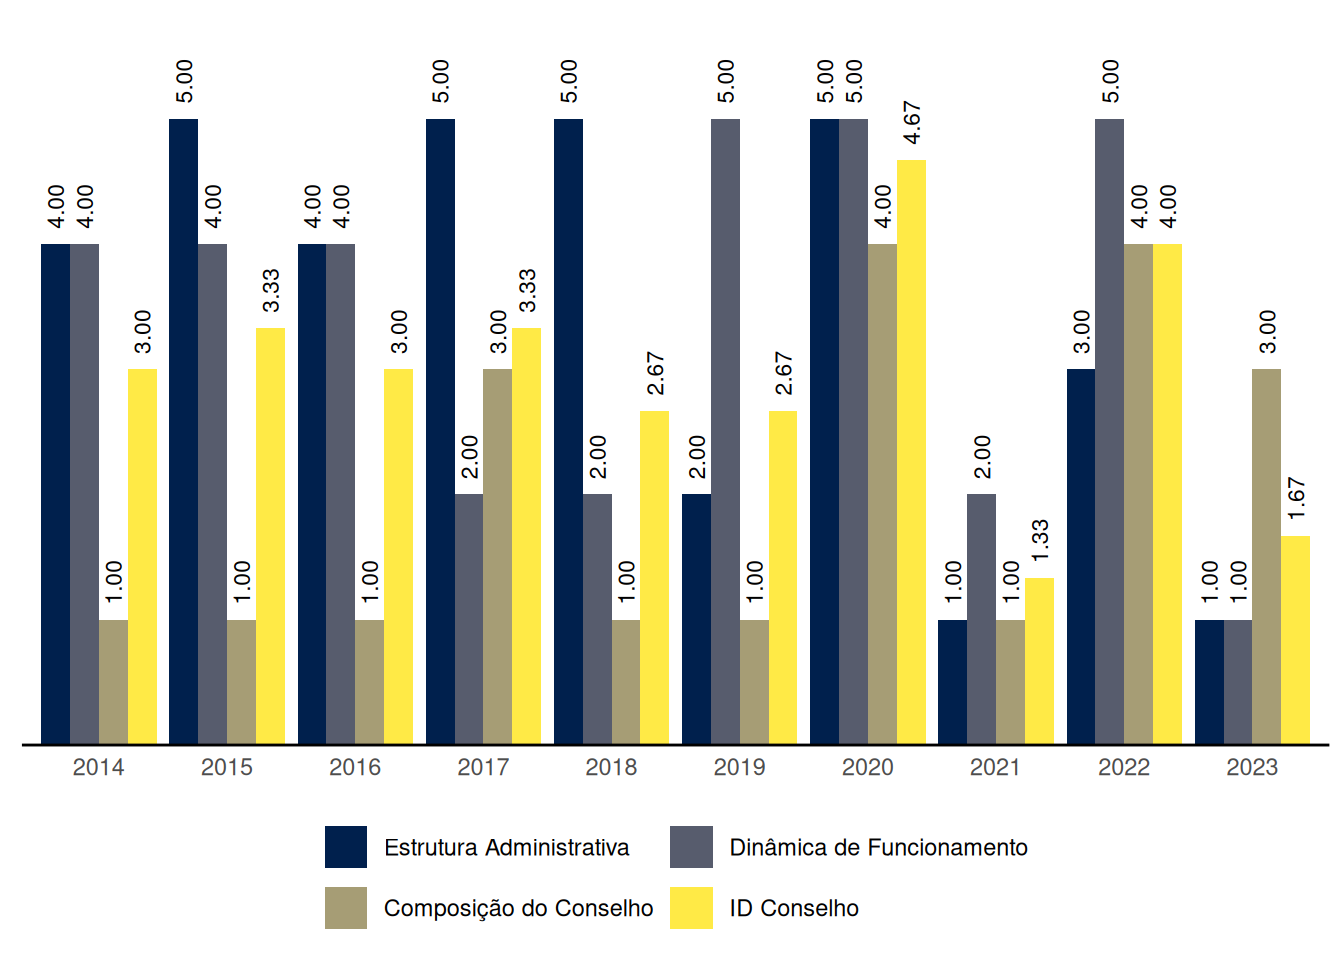 5.00 5.00 5.00 5.00 5.00 5.00 5.00
4.67
4.00 4.00 4.00 4.00 4.00 4.00 4.00 4.00
3.33 3.33
3.00 3.00 3.00 3.00 3.00
2.67 2.67
2.00 2.00 2.00 2.00
1.67
1.33
1.00 1.00 1.00 1.00 1.00 1.00 1.00 1.00 1.00
2014 2015 2016 2017 2018 2019 2020 2021 2022 2023
Estrutura Administrativa Dinâmica de Funcionamento
Composição do Conselho ID Conselho